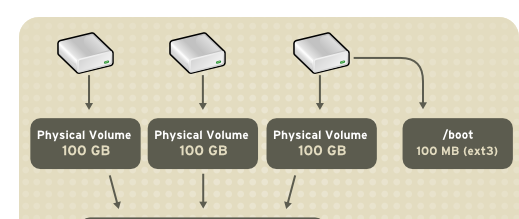 Physical Volume
100 GB
Physical Volume
100 GB
Physical Volume
100 GB
/boot
100 MB (ext3)